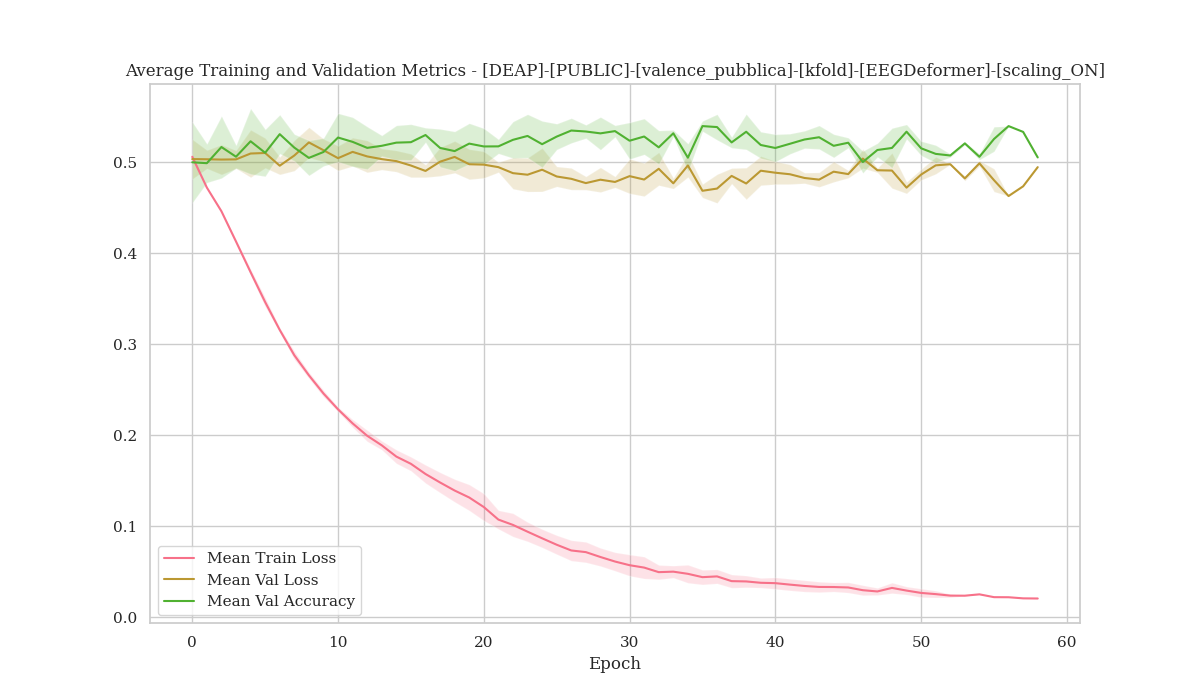 Average Training and Validation Metrics - [DEAP]-[PUBLIC]-[valence_pubblica]-[kfold]-[EEGDeformer]-[scaling_ON]
0.5
0.4
0.3
0.2
0.1
0.0
Mean Train Loss
Mean Val Loss
Mean Val Accuracy
0 10 20 30 40 50 60
Epoch